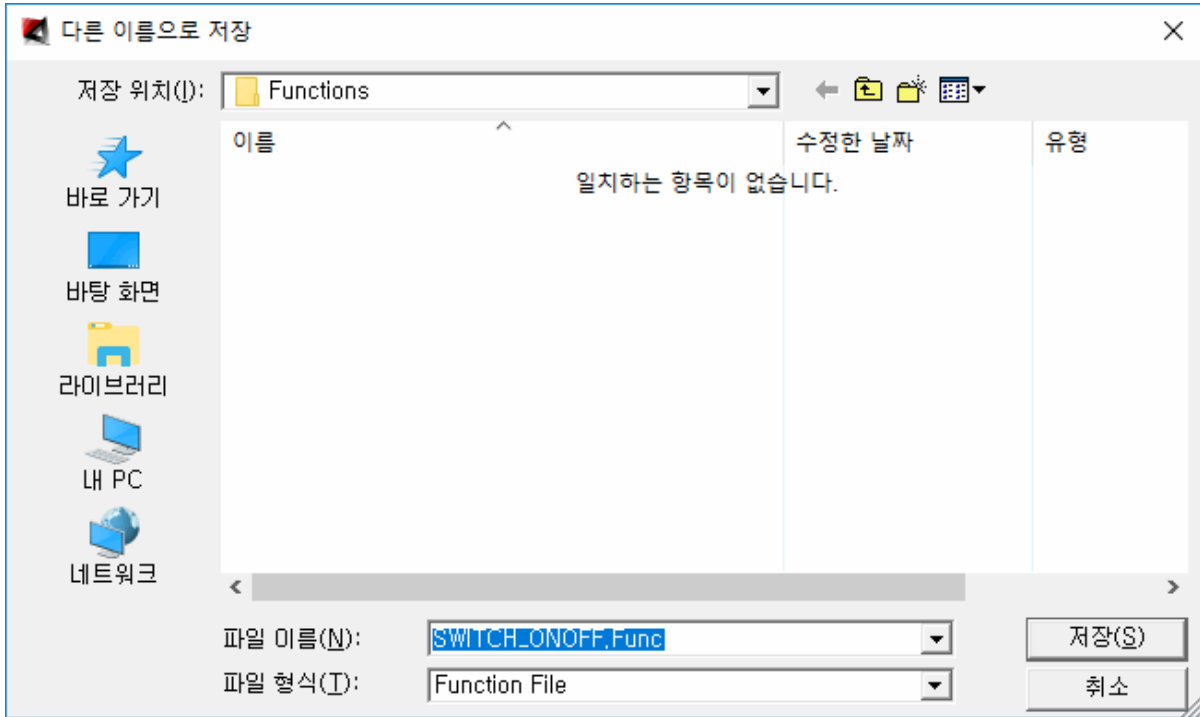 다른 이름으로 저장
저장 위치(I):
Functions
이름
수정한 날짜
유형
일치하는 항목이 없습니다.
바로 가기
바탕 화면
라이브러리
내 PC
네트워크
파일 이름(N):
SWITCH_ONOFF.Func
저장(S)
파일 형식(T):
Function File
취소